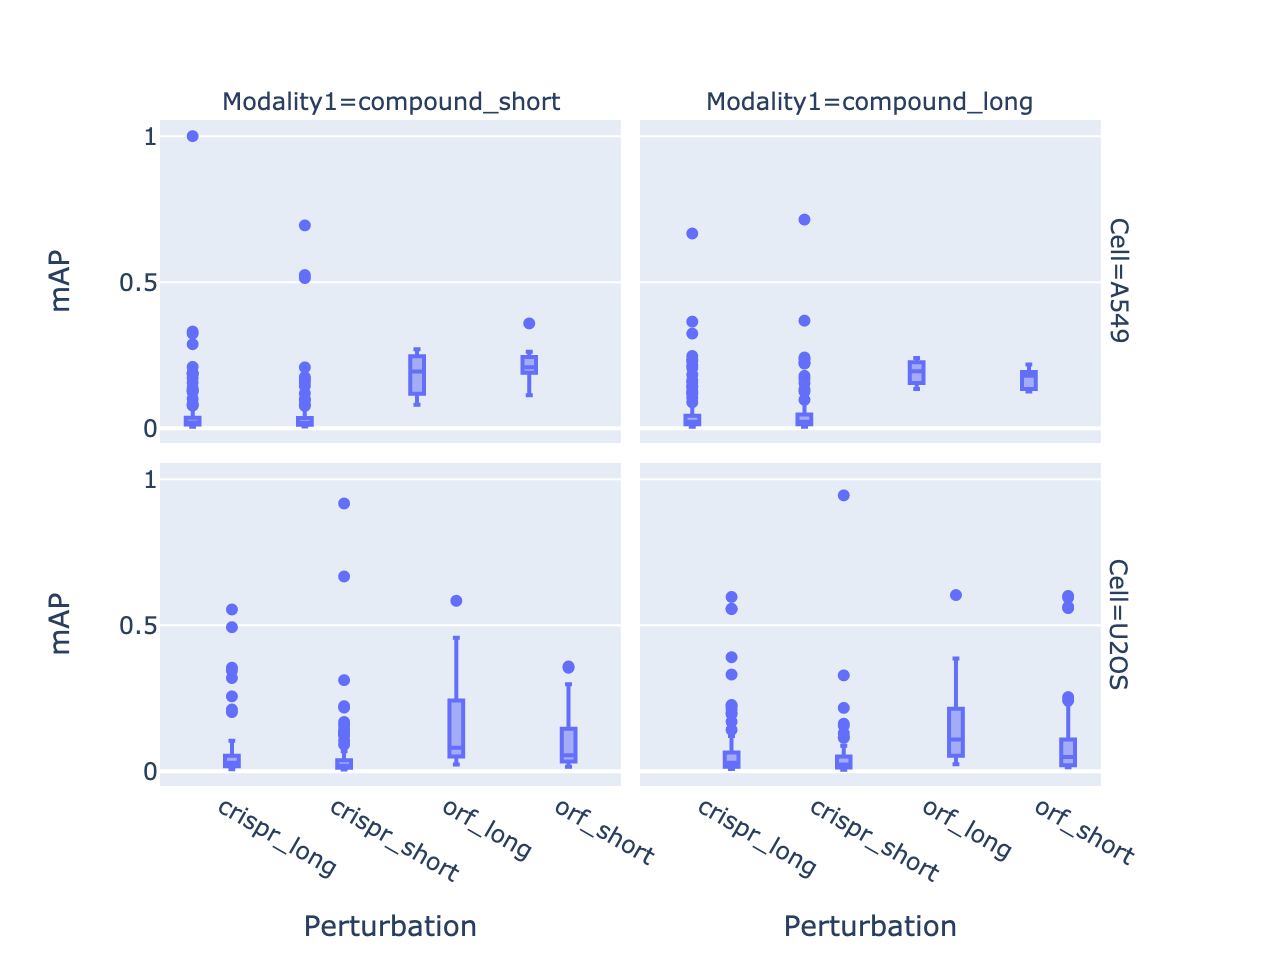 Modality1=compound_short
Modality1=compound_long
1
0.5
0
mAP
Cell=A549
1
0.5
0
mAP
Cell=U2OS
crispr_long
crispr_short
orf_long
orf_short
crispr_long
crispr_short
orf_long
orf_short
Perturbation
Perturbation